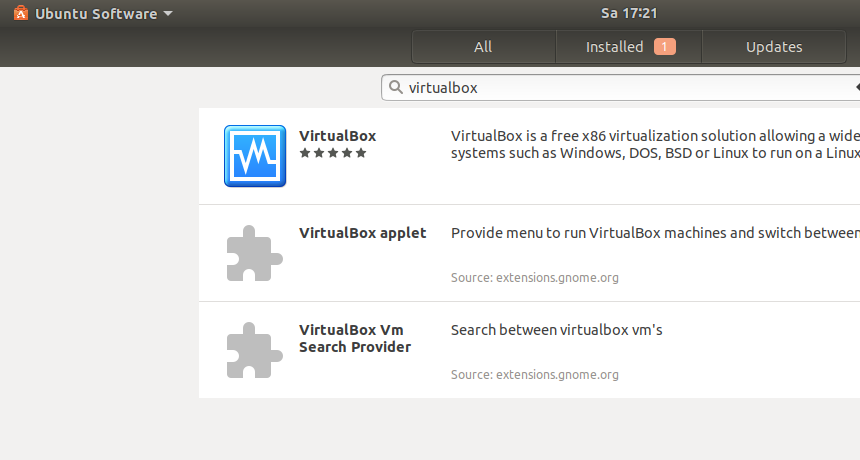 Ubuntu Software
Sa 17:21
All
Installed 1
Updates
virtualbox
VirtualBox
VirtualBox is a free x86 virtualization solution allowing a wide
systems such as Windows, DOS, BSD or Linux to run on a Linux
VirtualBox applet
Provide menu to run VirtualBox machines and switch between
Source: extensions.gnome.org
VirtualBox Vm
Search Provider
Search between virtualbox vm's
Source: extensions.gnome.org